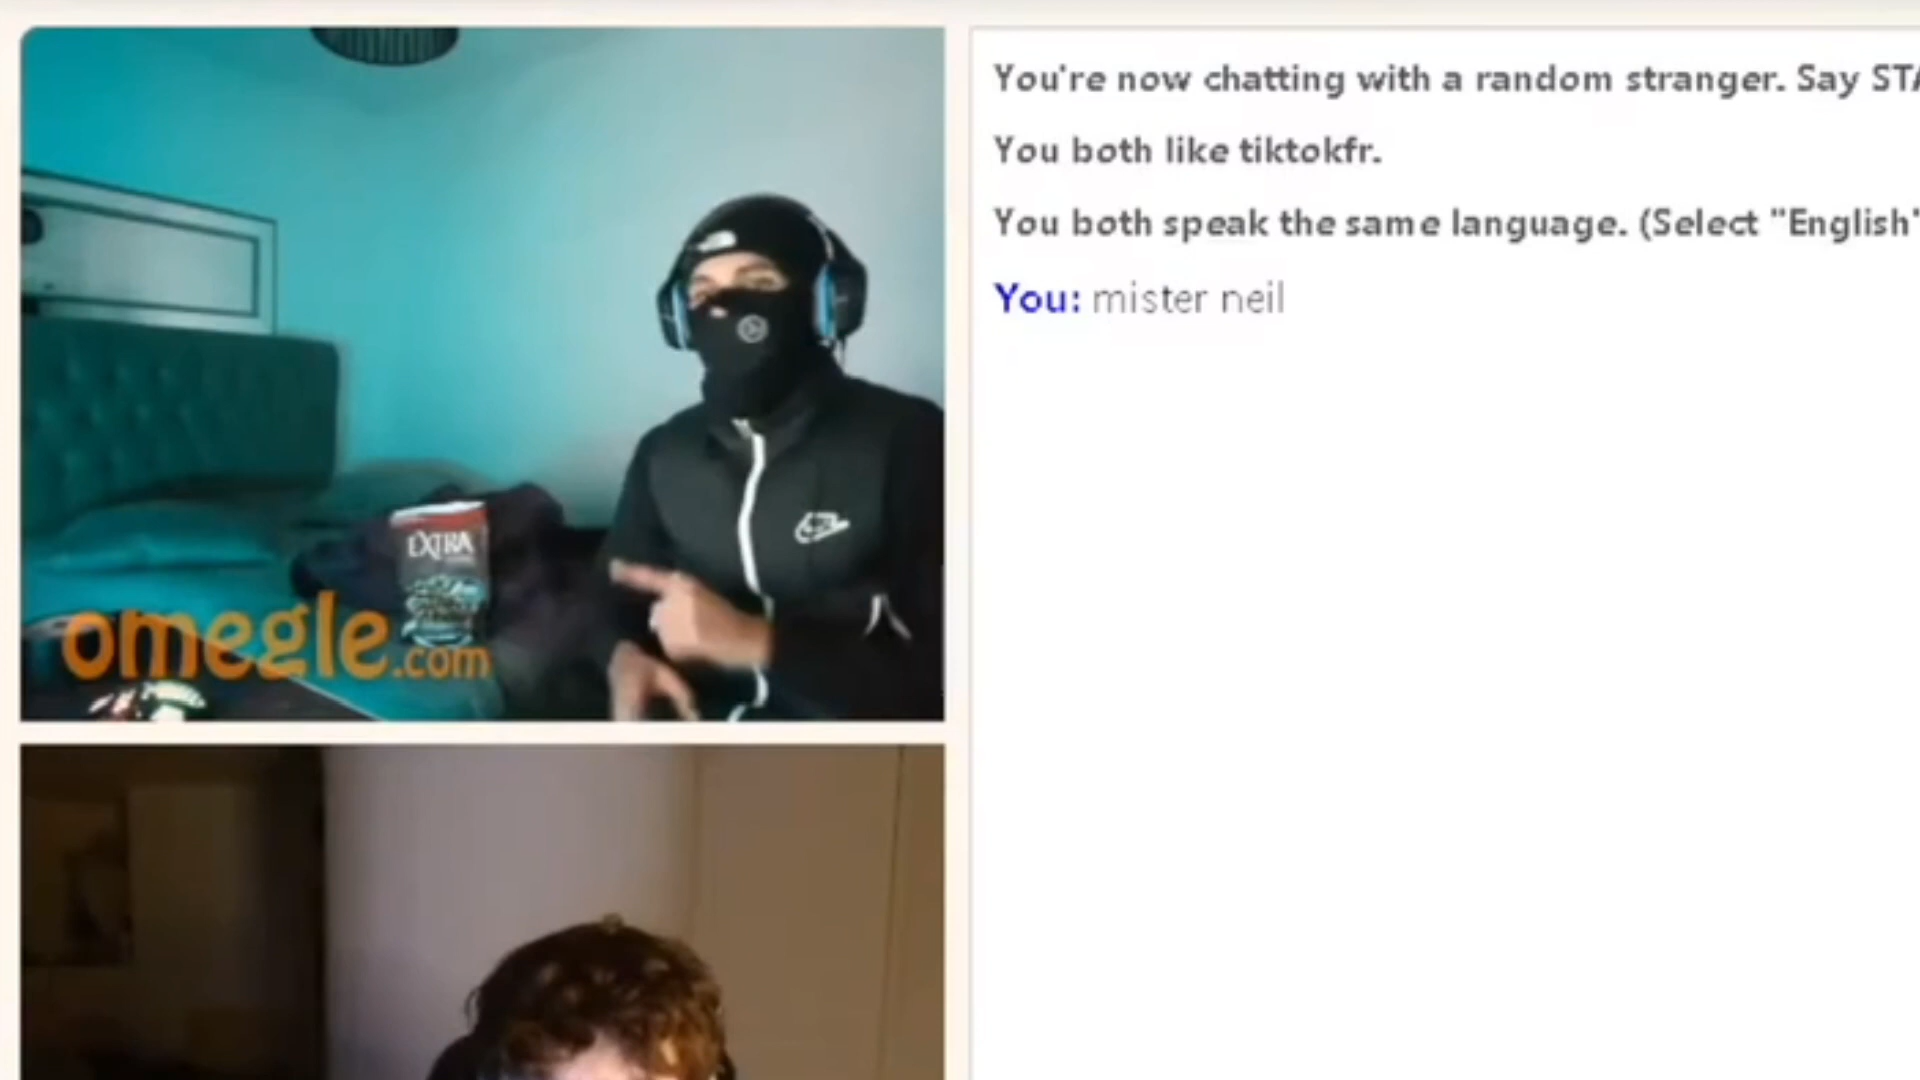 You're now chatting with a random stranger. Say STA
You both like tiktokfr.
You both speak the same language. (Select "English"
You: mister neil
EXTRA
omegle.com